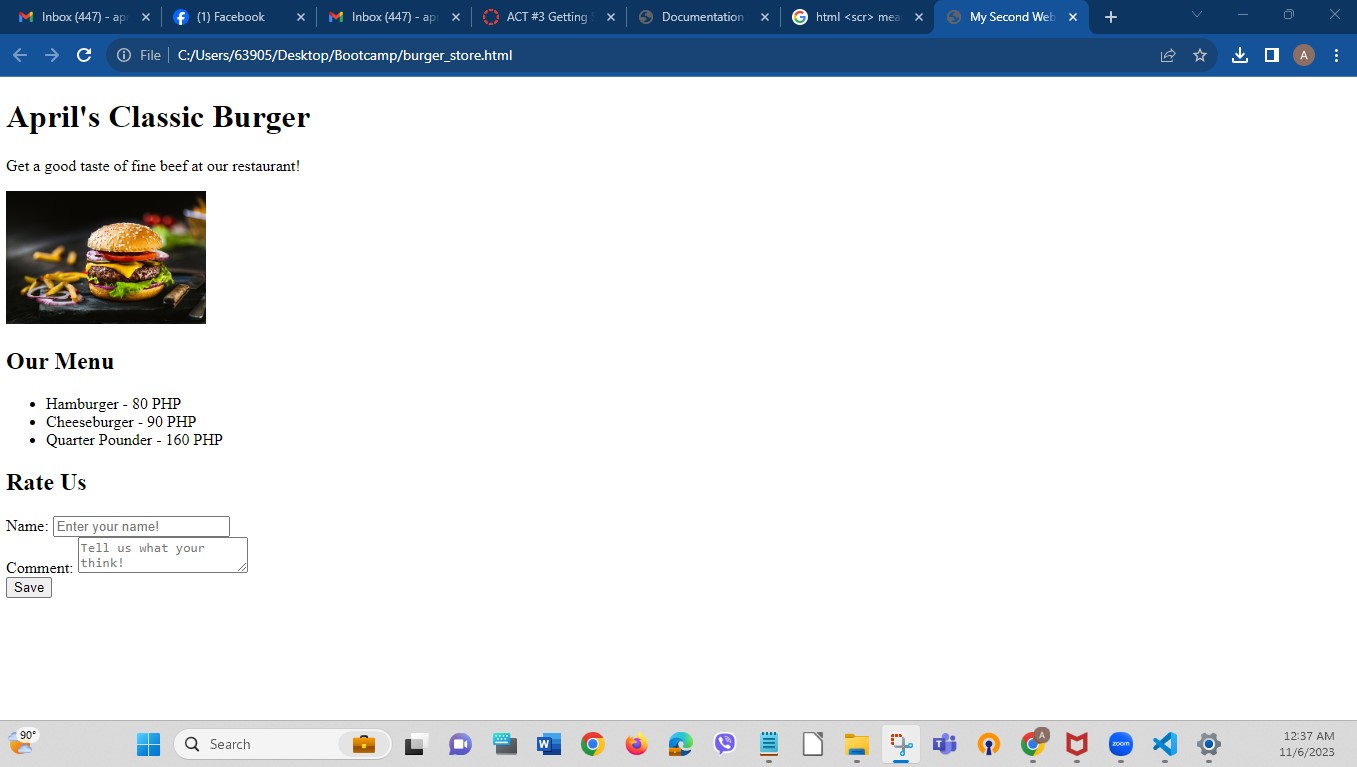 Inbox (447) - apr
(1) Facebook
Inbox (447) - apr
ACT #3 Getting S
Documentation
html <scr> mea
My Second Web
File
C:/Users/63905/Desktop/Bootcamp/burger_store.html
A
April's Classic Burger
Get a good taste of fine beef at our restaurant!
Our Menu
Hamburger - 80 PHP
Cheeseburger - 90 PHP
Quarter Pounder - 160 PHP
Rate Us
Name: Enter your name!
Comment: Tell us what your
think!
Save
90°
Search
A
zoom
12:37 AM
11/6/2023